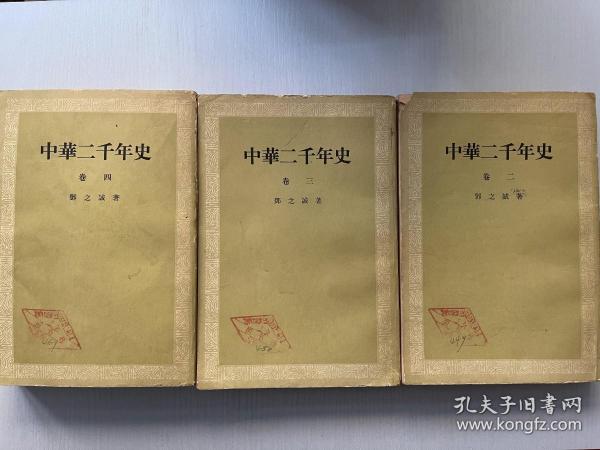 中華二千年史
卷四
鄧之誠著
中華二千年史
卷三
鄧之誠著
中華二千年史
卷二
鄧之誠著
孔夫子旧书网
www.kongfz.com